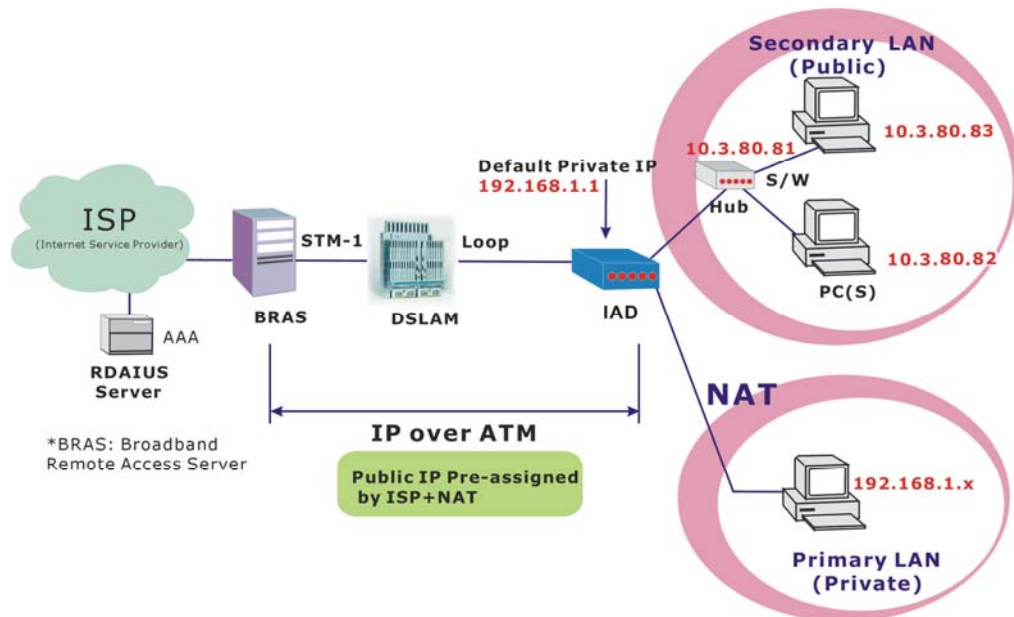 Secondary LAN
(Public)
10.3.80.83
10.3.80.81
S/W
Hub
10.3.80.82
PC(S)
Default Private IP
192.168.1.1
ISP
(Internet Service Provider)
STM-1
Loop
BRAS
DSLAM
IAD
AAA
RDAIUS
Server
NAT
IP over ATM
*BRAS: Broadband
Remote Access Server
Public IP Pre-assigned
by ISP+NAT
192.168.1.x
Primary LAN
(Private)